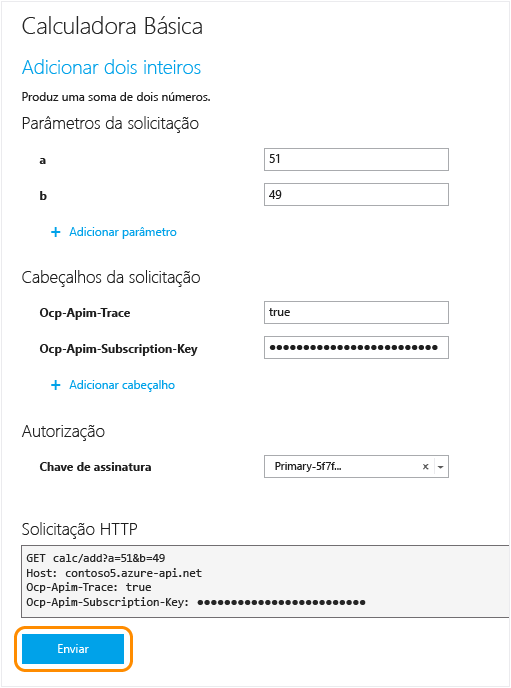 Calculadora Básica
Adicionar dois inteiros
Produz uma soma de dois números.
Parâmetros da solicitação
a 51
b 49
+ Adicionar parâmetro
Cabeçalhos da solicitação
Ocp-Apim-Trace true
Ocp-Apim-Subscription-Key ●●●●●●●●●●●●●●●●●●●●●●●●●
+ Adicionar cabeçalho
Autorização
Chave de assinatura Primary-5f7f... ×
Solicitação HTTP
GET calc/add?a=51&b=49
Host: contoso5.azure-api.net
Ocp-Apim-Trace: true
Ocp-Apim-Subscription-Key: ●●●●●●●●●●●●●●●●●●●●●●●●●
Enviar